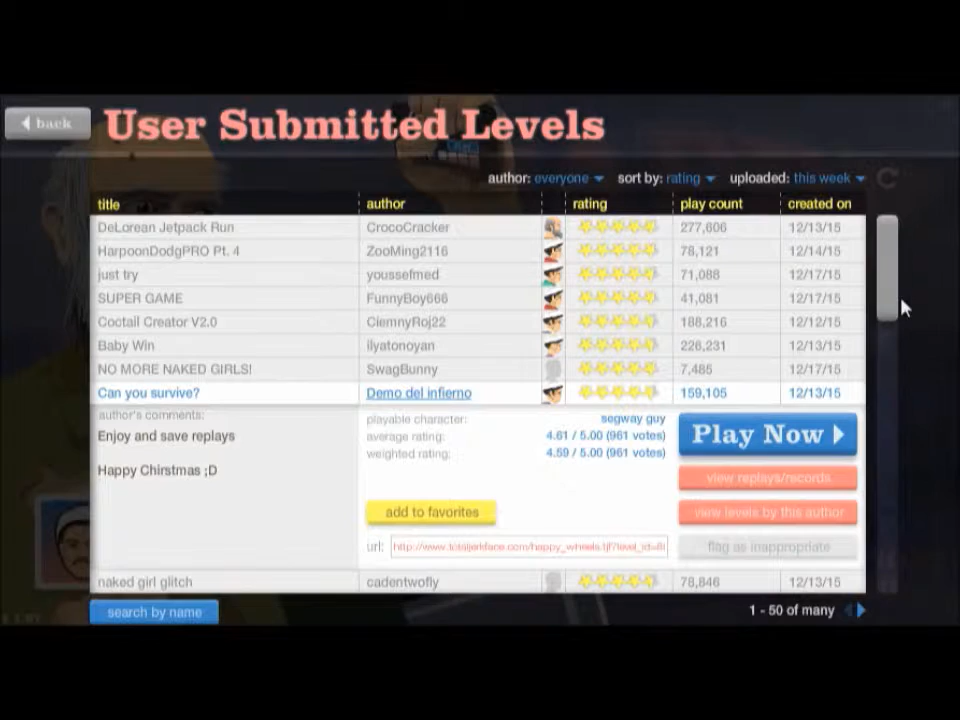 back
User Submitted Levels
author: everyone sort by: rating uploaded: this week
title author rating play count created on
DeLorean Jetpack Run CrocoCracker 277,606 12/13/15
HarpoonDodgPRO Pt. 4 ZooMing2116 78,121 12/14/15
just try youssefmed 71,088 12/17/15
SUPER GAME FunnyBoy666 41,081 12/17/15
Coctail Creator V2.0 CiemnyRoj22 188,216 12/12/15
Baby Win ilyatonoyan 226,231 12/13/15
NO MORE NAKED GIRLS! SwagBunny 7,485 12/17/15
Can you survive? Demo del infierno 159,105 12/13/15
author's comments: playable character: segway guy
Enjoy and save replays average rating: 4.61 / 5.00 (961 votes) Play Now
weighted rating: 4.59 / 5.00 (961 votes)
Happy Chirstmas ;D view replays/records
add to favorites view levels by this author
url: http://www.totaljerkface.com/happy_wheels.tjf?level_id= flag as inappropriate
naked girl glitch cadentwofly 78,846 12/13/15
search by name 1 - 50 of many